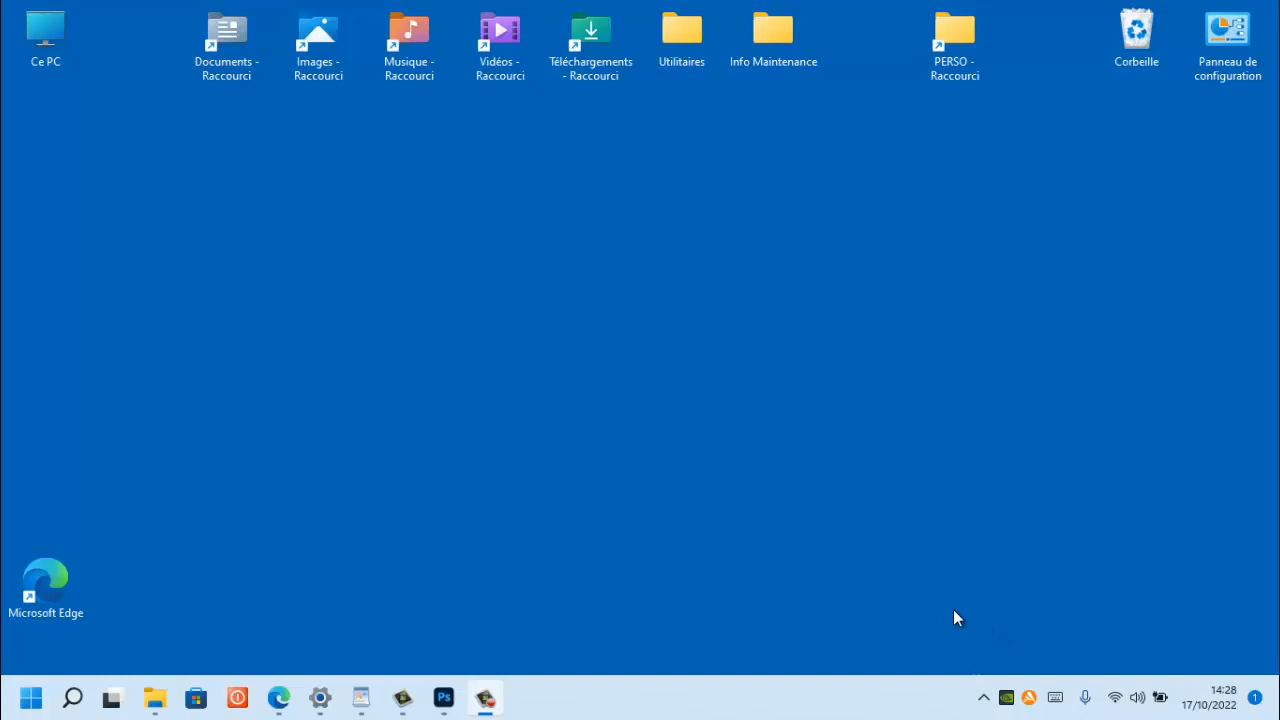 Ce PC
Documents -
Raccourci
Images -
Raccourci
Musique -
Raccourci
Vidéos -
Raccourci
Téléchargements
- Raccourci
Utilitaires
Info Maintenance
PERSO -
Raccourci
Corbeille
Panneau de
configuration
Microsoft Edge
Ps
14:28
17/10/2022
1